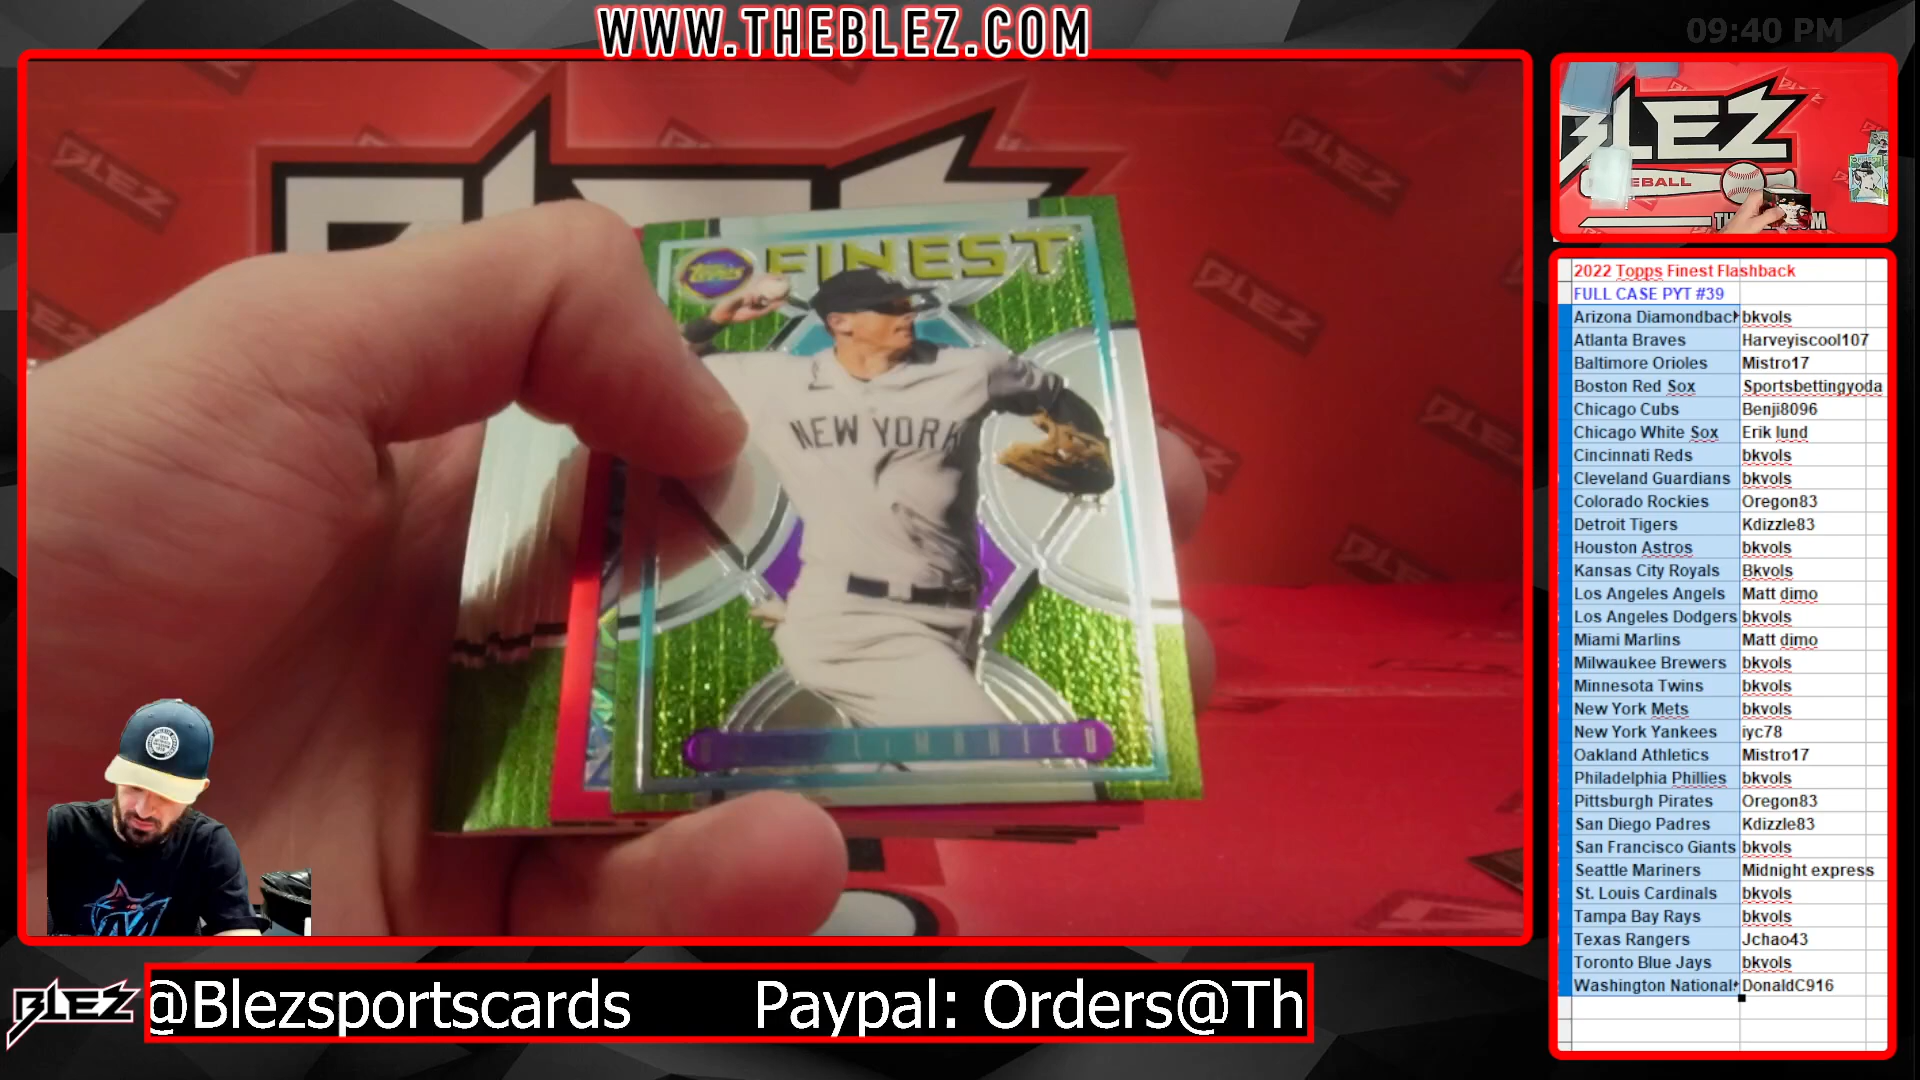 WWW.THEBLEZ.COM
09:40 PM
BLEZ
FINEST
NEW YORK
BLEZ
2022 Topps Finest Flashback
FULL CASE PYT #39
Arizona Diamondback bkvols
Atlanta Braves Harveyiscool107
Baltimore Orioles Mistro17
Boston Red Sox Sportsbettingyoda
Chicago Cubs Benji8096
Chicago White Sox Erik lund
Cincinnati Reds bkvols
Cleveland Guardians bkvols
Colorado Rockies Oregon83
Detroit Tigers Kdizzle83
Houston Astros bkvols
Kansas City Royals Bkvols
Los Angeles Angels Matt dimo
Los Angeles Dodgers bkvols
Miami Marlins Matt dimo
Milwaukee Brewers bkvols
Minnesota Twins bkvols
New York Mets bkvols
New York Yankees iyc78
Oakland Athletics Mistro17
Philadelphia Phillies bkvols
Pittsburgh Pirates Oregon83
San Diego Padres Kdizzle83
San Francisco Giants bkvols
Seattle Mariners Midnight express
St. Louis Cardinals bkvols
Tampa Bay Rays bkvols
Texas Rangers Jchao43
Toronto Blue Jays bkvols
Washington National DonaldC916
BLEZ
@Blezsportscards Paypal: Orders@Th